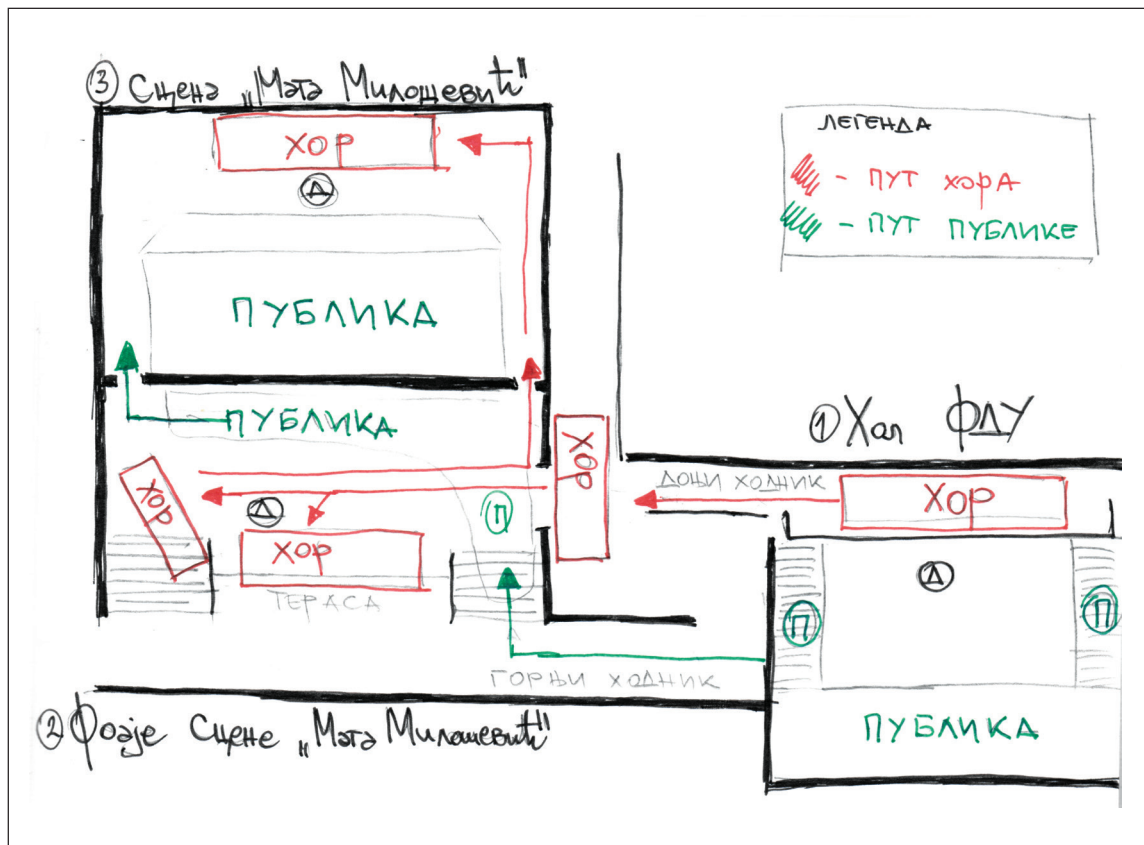 ③ Сцена „Мата Милошевић"
ХОР
Д
ПУБЛИКА
ПУБЛИКА
ХОР
Д
ХОР
ТЕРАСА
П
ХОР
ЛЕГЕНДА
- ПУТ ХОРА
- ПУТ ПУБЛИКЕ
① Хол ФДУ
ДОЊИ ХОДНИК
ХОР
Д
П
П
ПУБЛИКА
ГОРЊИ ХОДНИК
② Фоаје Сцене „Мата Милошевић"